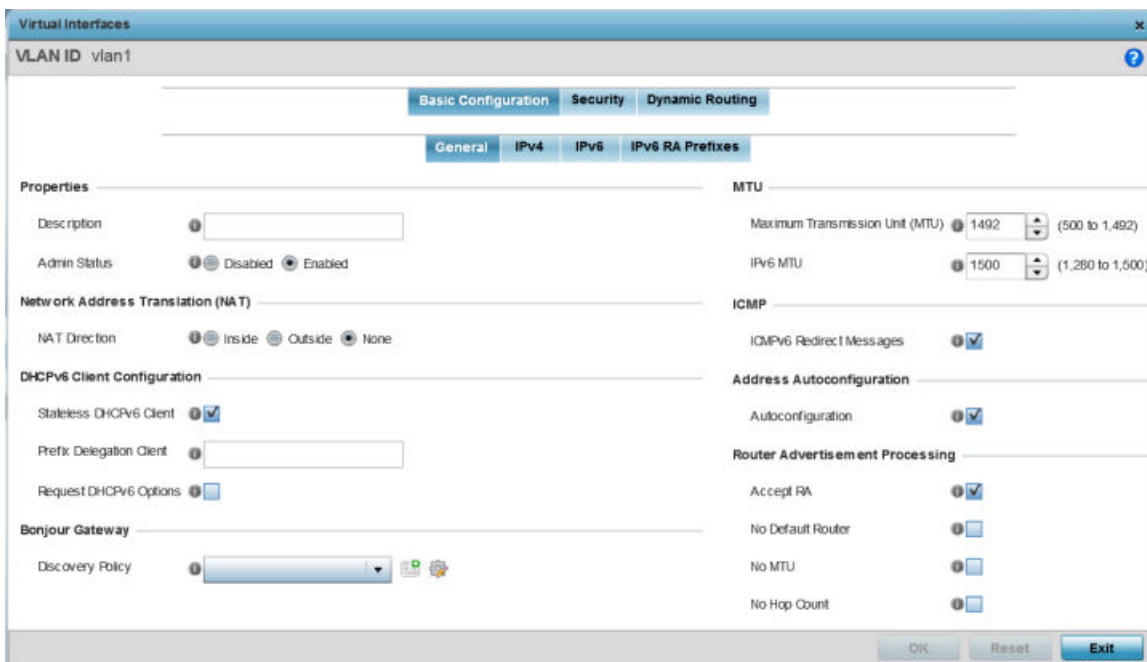 Virtual Interfaces
VLAN ID vlan1
Basic Configuration Security Dynamic Routing
General IPv4 IPv6 IPv6 RA Prefixes
Properties
Description
Admin Status Disabled Enabled
Network Address Translation (NAT)
NAT Direction Inside Outside None
DHCPv6 Client Configuration
Stateless DHCPv6 Client
Prefix Delegation Client
Request DHCPv6 Options
Bonjour Gateway
Discovery Policy
MTU
Maximum Transmission Unit (MTU) 1492 (500 to 1,492)
IPv6 MTU 1500 (1,280 to 1,500)
ICMP
ICMPv6 Redirect Messages
Address Autoconfiguration
Autoconfiguration
Router Advertisement Processing
Accept RA
No Default Router
No MTU
No Hop Count
OK Reset Exit